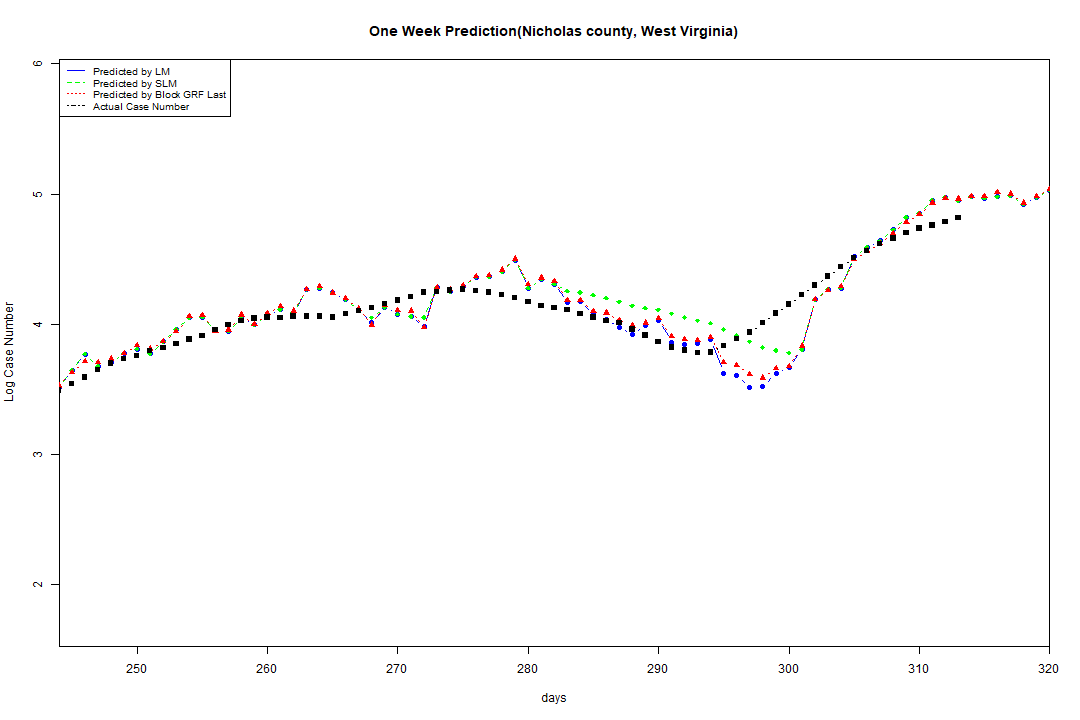 One Week Prediction(Nicholas county, West Virginia)
Predicted by LM
Predicted by SLM
Predicted by Block GRF Last
Actual Case Number
6
5
4
3
2
Log Case Number
250 260 270 280 290 300 310 320
days